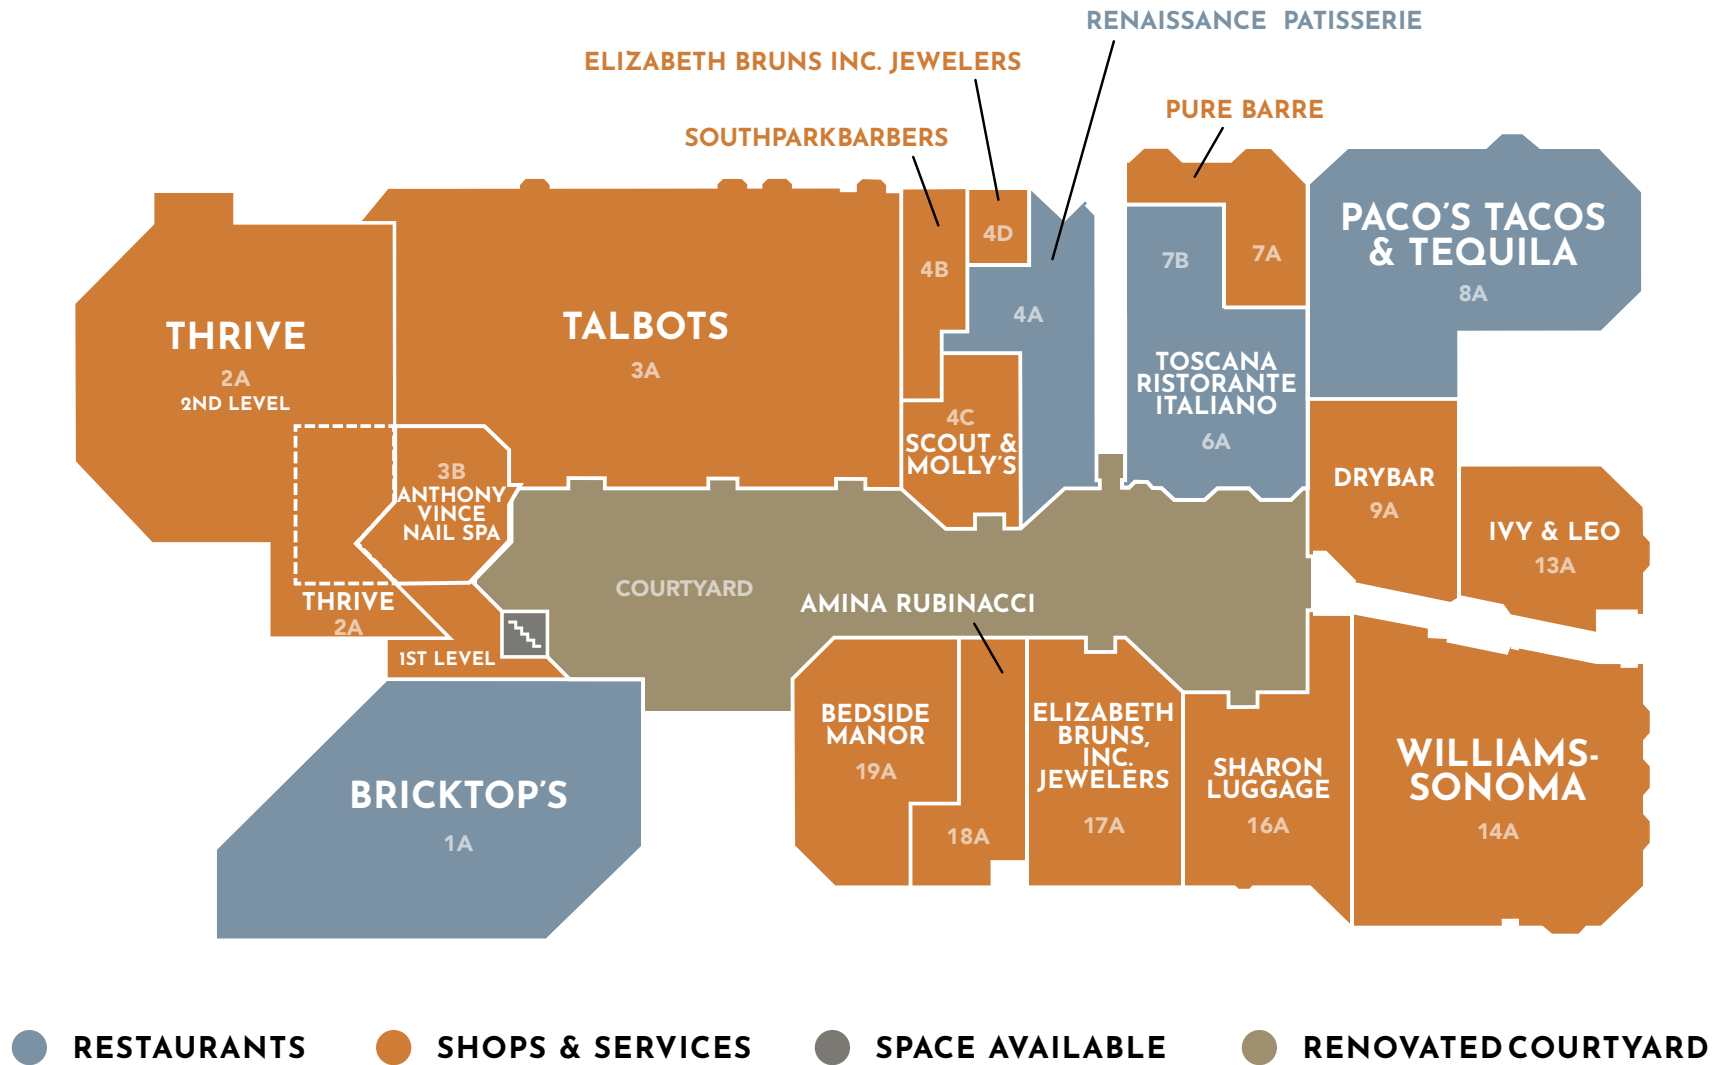 RENAISSANCE PATISSERIE
ELIZABETH BRUNS INC. JEWELERS
PURE BARRE
SOUTHPARKBARBERS
THRIVE
2A
2ND LEVEL
TALBOTS
3A
4B
4D
4A
4C
SCOUT &
MOLLY'S
7B
7A
TOSCANA
RISTORANTE
ITALIANO
6A
PACO'S TACOS
& TEQUILA
8A
DRYBAR
9A
IVY & LEO
13A
3B
ANTHONY
VINCE
NAIL SPA
THRIVE
2A
1ST LEVEL
COURTYARD
AMINA RUBINACCI
BRICKTOP'S
1A
BEDSIDE
MANOR
19A
18A
ELIZABETH
BRUNS,
INC.
JEWELERS
17A
SHARON
LUGGAGE
16A
WILLIAMS-
SONOMA
14A
RESTAURANTS
SHOPS & SERVICES
SPACE AVAILABLE
RENOVATED COURTYARD